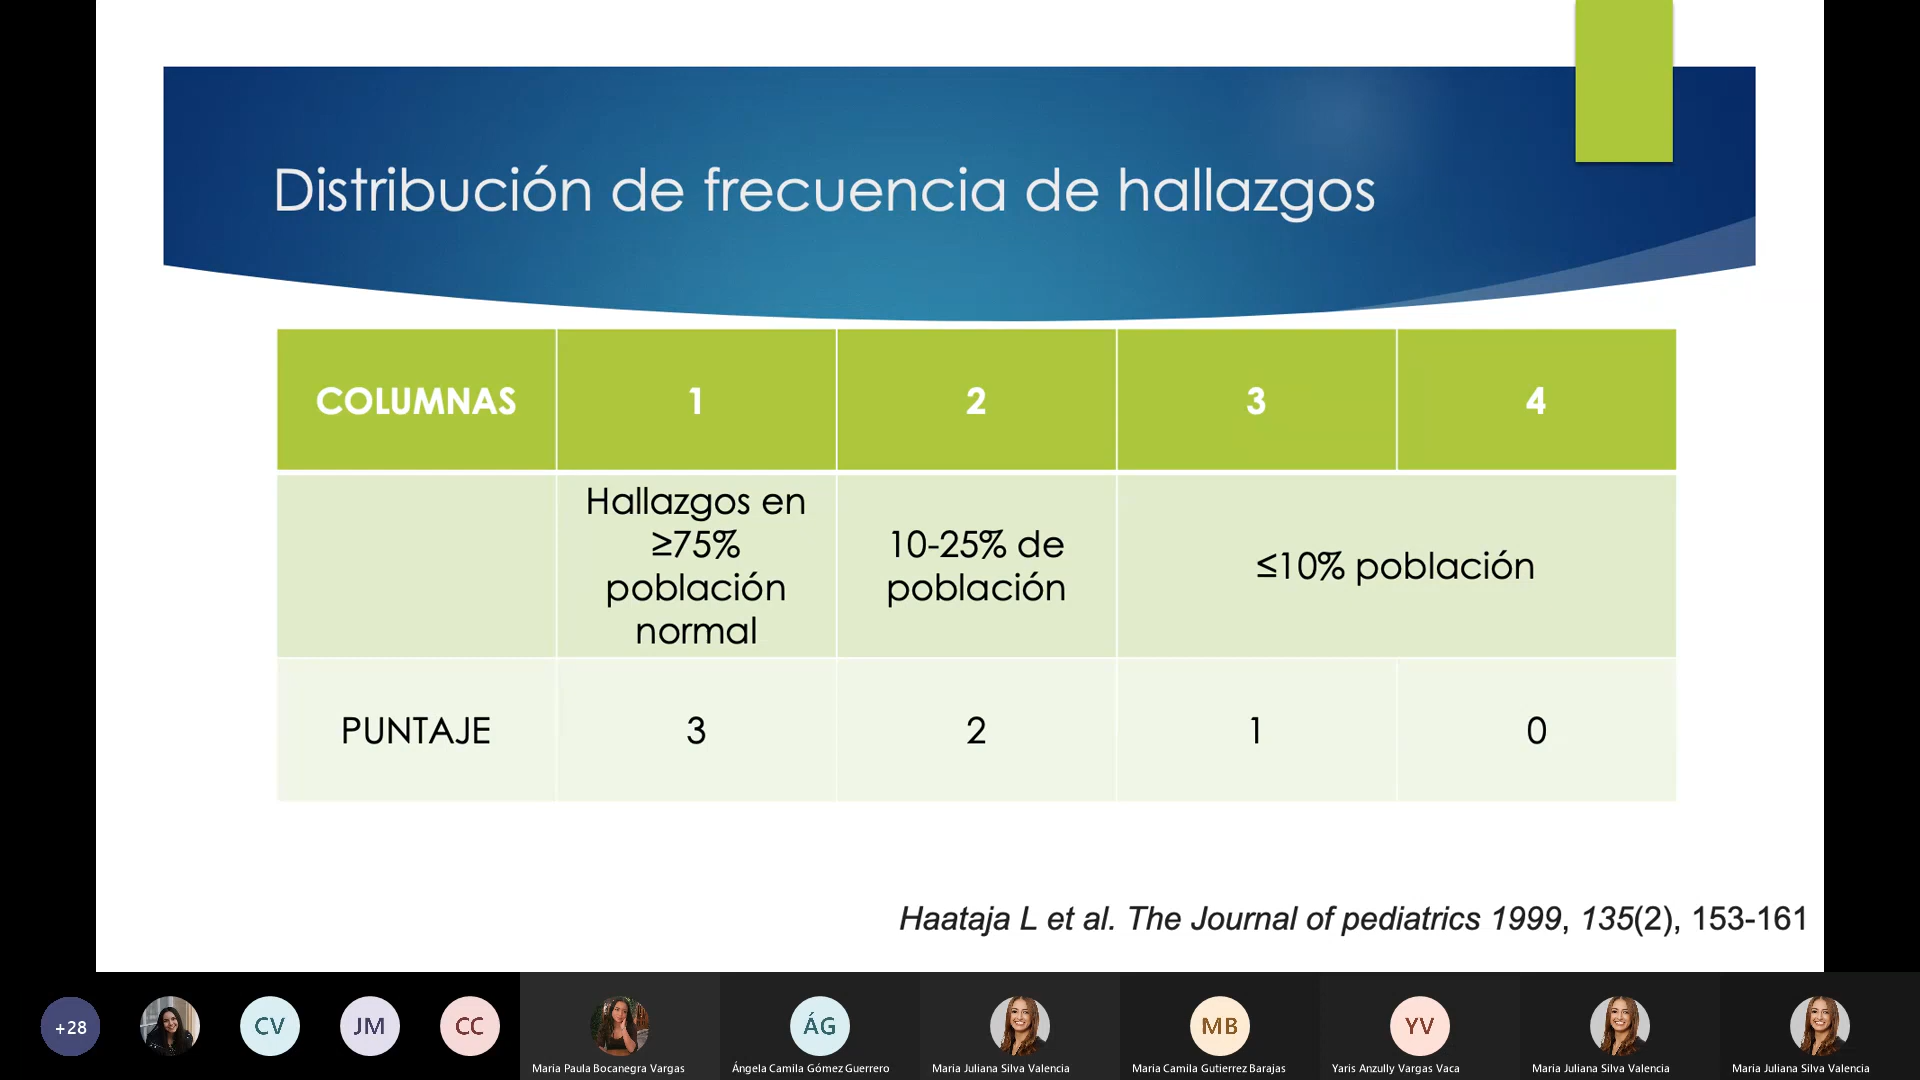 Distribución de frecuencia de hallazgos
COLUMNAS 1 2 3 4
Hallazgos en
≥75%
población
normal
10-25% de
población
≤10% población
PUNTAJE 3 2 1 0
Haataja L et al. The Journal of pediatrics 1999, 135(2), 153-161
+28 CV JM CC ÁG MB YV
Maria Paula Bocanegra Vargas
Ángela Camila Gómez Guerrero
Maria Juliana Silva Valencia
Maria Camila Gutierrez Barajas
Yaris Anzully Vargas Vaca
Maria Juliana Silva Valencia
Maria Juliana Silva Valencia